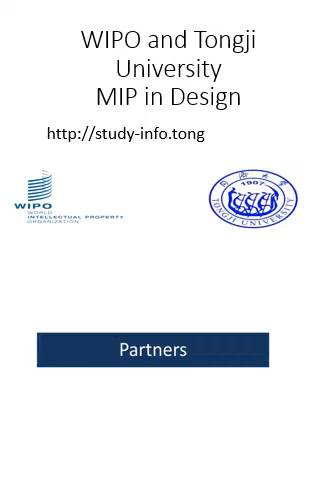 WIPO and Tongji
University
MIP in Design
http://study-info.tong
WIPO
WORLD
INTELLECTUAL PROPERTY
ORGANIZATION
1907
TONGJI UNIVERSITY
Partners